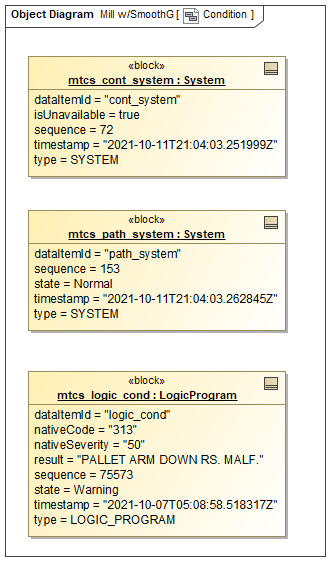 Object Diagram Mill w/SmoothG [ Condition ]
«block»
mtcs_cont_system : System
dataItemId = "cont_system"
isUnavailable = true
sequence = 72
timestamp = "2021-10-11T21:04:03.251999Z"
type = SYSTEM
«block»
mtcs_path_system : System
dataItemId = "path_system"
sequence = 153
state = Normal
timestamp = "2021-10-11T21:04:03.262845Z"
type = SYSTEM
«block»
mtcs_logic_cond : LogicProgram
dataItemId = "logic_cond"
nativeCode = "313"
nativeSeverity = "50"
result = "PALLET ARM DOWN RS. MALF."
sequence = 75573
state = Warning
timestamp = "2021-10-07T05:08:58.518317Z"
type = LOGIC_PROGRAM